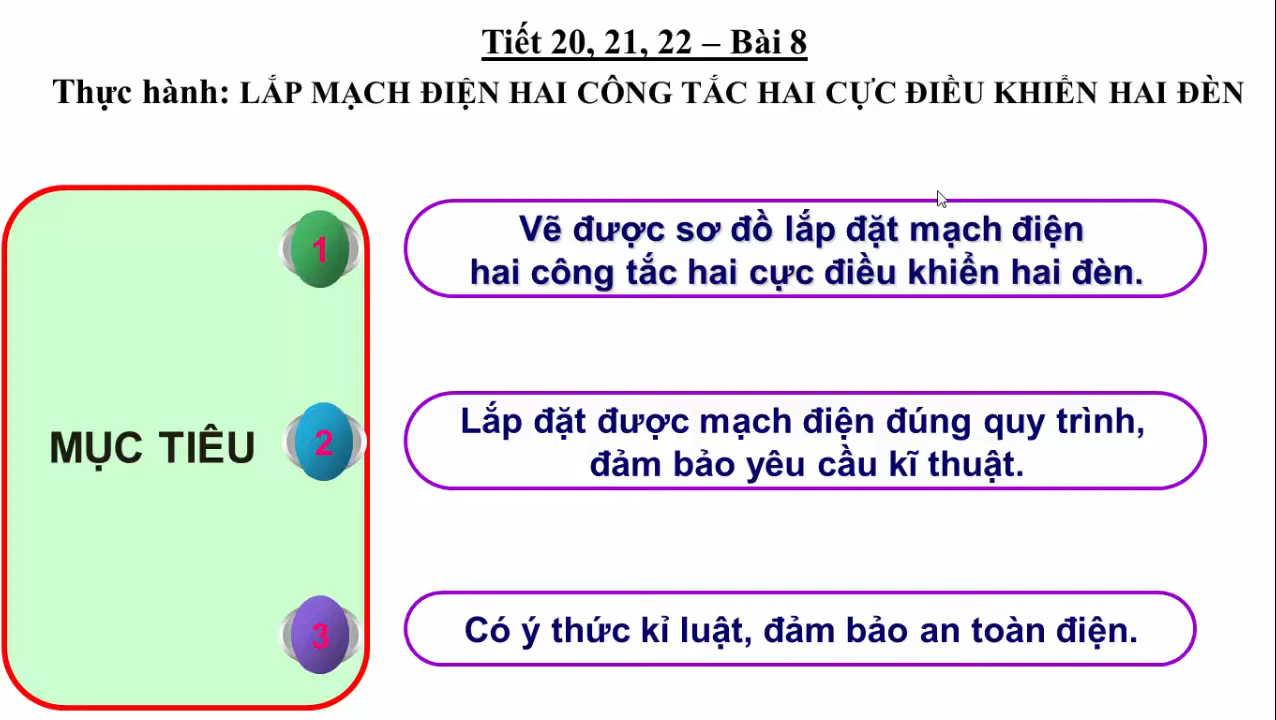 Tiết 20, 21, 22 – Bài 8
Thực hành: LẮP MẠCH ĐIỆN HAI CÔNG TẮC HAI CỰC ĐIỀU KHIỂN HAI ĐÈN
MỤC TIÊU
1
Vẽ được sơ đồ lắp đặt mạch điện
hai công tắc hai cực điều khiển hai đèn.
2
Lắp đặt được mạch điện đúng quy trình,
đảm bảo yêu cầu kĩ thuật.
3
Có ý thức kỉ luật, đảm bảo an toàn điện.